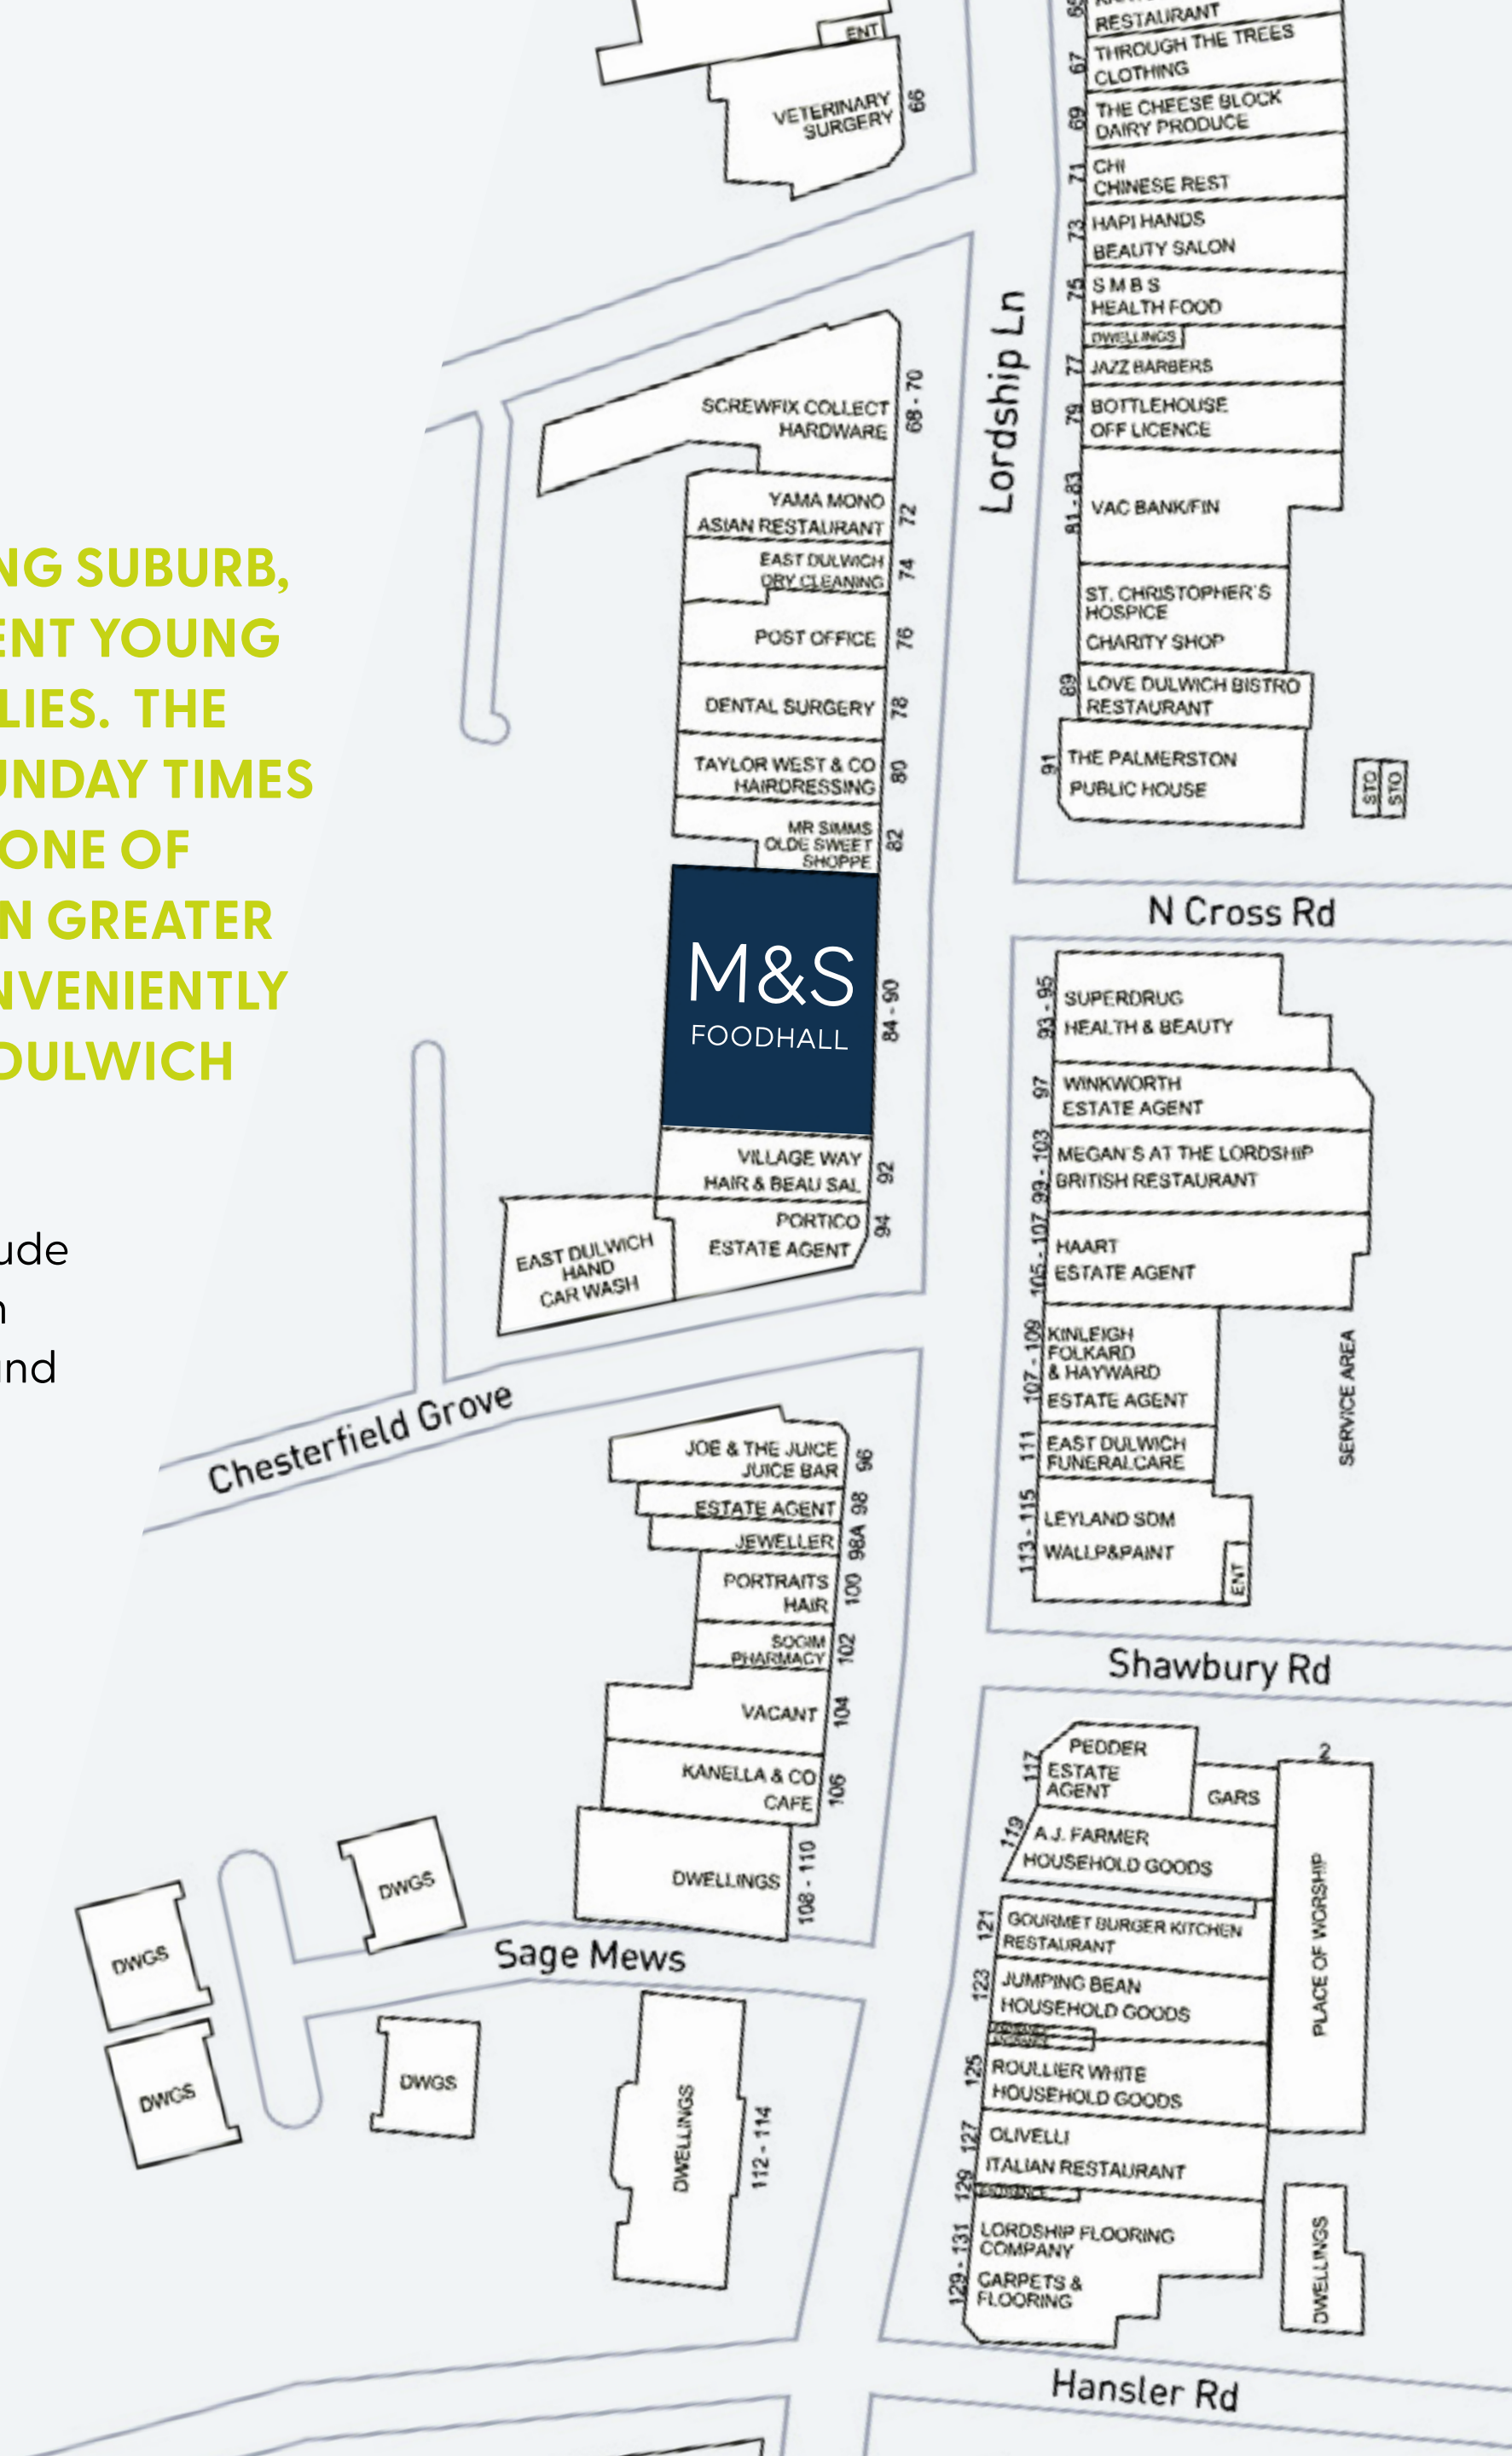 NG SUBURB,
ENT YOUNG
LIES. THE
UNDAY TIMES
ONE OF
N GREATER
NVENIENTLY
DULWICH
ude
n
and
ENT
VETERINARY
SURGERY
66
SCREWFIX COLLECT
HARDWARE
68 - 70
YAMA MONO
ASIAN RESTAURANT
72
EAST DULWICH
DRY CLEANING
74
POST OFFICE
76
DENTAL SURGERY
78
TAYLOR WEST & CO
HAIRDRESSING
80
MR SIMMS
OLDE SWEET
SHOPPE
82
M&S
FOODHALL
84 - 90
VILLAGE WAY
HAIR & BEAU SAL
92
PORTICO
ESTATE AGENT
94
EAST DULWICH
HAND
CAR WASH
Chesterfield Grove
JOE & THE JUICE
JUICE BAR
96
ESTATE AGENT
98
JEWELLER
98A
PORTRAITS
HAIR
100
SOGIM
PHARMACY
102
VACANT
104
KANELLA & CO
CAFE
106
DWELLINGS
108 - 110
DWGS
DWGS
DWGS
DWGS
Sage Mews
DWELLINGS
112 - 114
Lordship Ln
RESTAURANT
67
THROUGH THE TREES
CLOTHING
69
THE CHEESE BLOCK
DAIRY PRODUCE
71
CHI
CHINESE REST
73
HAPI HANDS
BEAUTY SALON
75
S M B S
HEALTH FOOD
DWELLINGS
77
JAZZ BARBERS
79
BOTTLEHOUSE
OFF LICENCE
81 - 83
VAC BANK/FIN
ST. CHRISTOPHER'S
HOSPICE
CHARITY SHOP
89
LOVE DULWICH BISTRO
RESTAURANT
91
THE PALMERSTON
PUBLIC HOUSE
STO
STO
N Cross Rd
93 - 95
SUPERDRUG
HEALTH & BEAUTY
97
WINKWORTH
ESTATE AGENT
99 - 103
MEGAN'S AT THE LORDSHIP
BRITISH RESTAURANT
105 - 107
HAART
ESTATE AGENT
107 - 109
KINLEIGH
FOLKARD
& HAYWARD
ESTATE AGENT
SERVICE AREA
111
EAST DULWICH
FUNERALCARE
113 - 115
LEYLAND SDM
WALLP&PAINT
ENT
Shawbury Rd
117
PEDDER
ESTATE
AGENT
GARS
2
119
A.J. FARMER
HOUSEHOLD GOODS
PLACE OF WORSHIP
121
GOURMET BURGER KITCHEN
RESTAURANT
123
JUMPING BEAN
HOUSEHOLD GOODS
ENTRANCE
125
ROULLIER WHITE
HOUSEHOLD GOODS
127
OLIVELLI
ITALIAN RESTAURANT
129
ENTRANCE
129 - 131
LORDSHIP FLOORING
COMPANY
CARPETS &
FLOORING
DWELLINGS
Hansler Rd